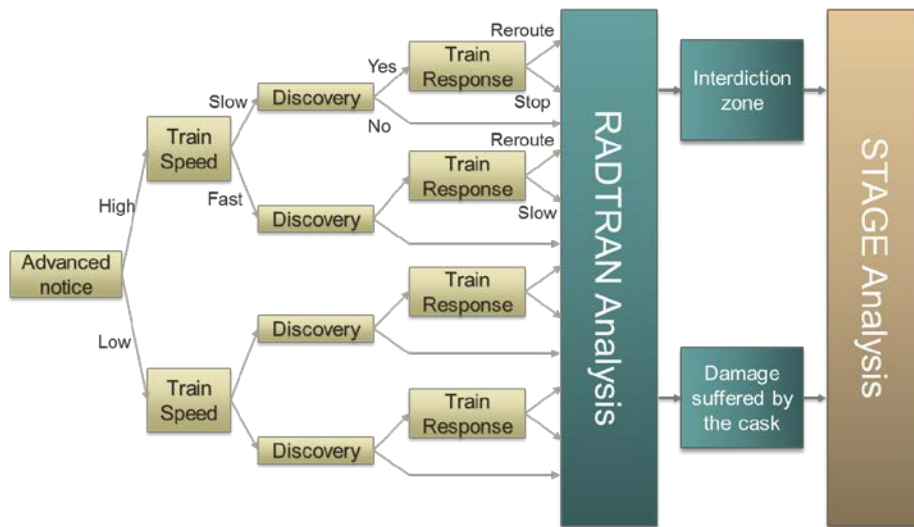 Reroute
Yes
Train
Response
Slow
Discovery
Stop
No
Train
Speed
Reroute
Train
Response
High
Fast
Slow
Discovery
Advanced
notice
Train
Response
Low
Discovery
Train
Speed
Train
Response
Discovery
RADTRAN Analysis
Interdiction
zone
Damage
suffered by
the cask
STAGE Analysis